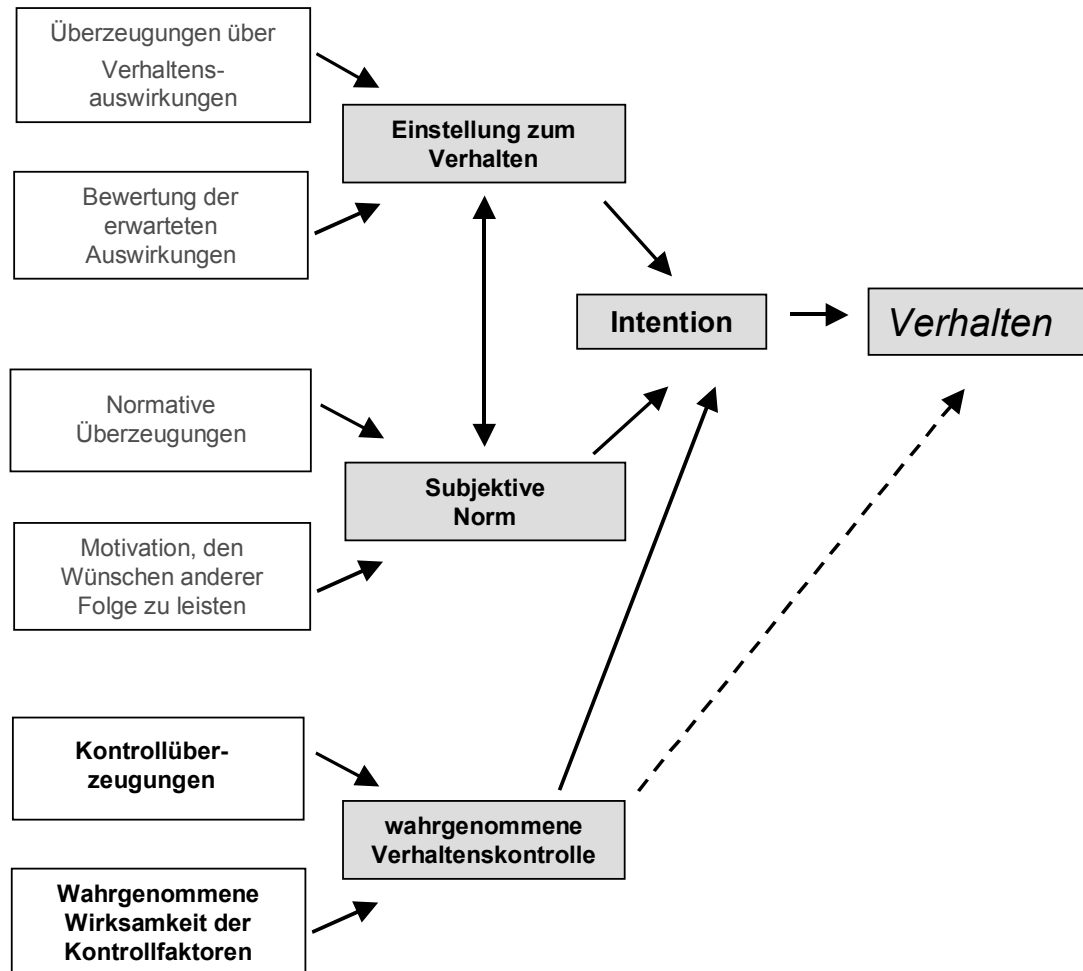 Überzeugungen über
Verhaltens-
auswirkungen
Einstellung zum
Verhalten
Bewertung der
erwarteten
Auswirkungen
Intention
Verhalten
Normative
Überzeugungen
Subjektive
Norm
Motivation, den
Wünschen anderer
Folge zu leisten
Kontrollüber-
zeugungen
wahrgenommene
Verhaltenskontrolle
Wahrgenommene
Wirksamkeit der
Kontrollfaktoren